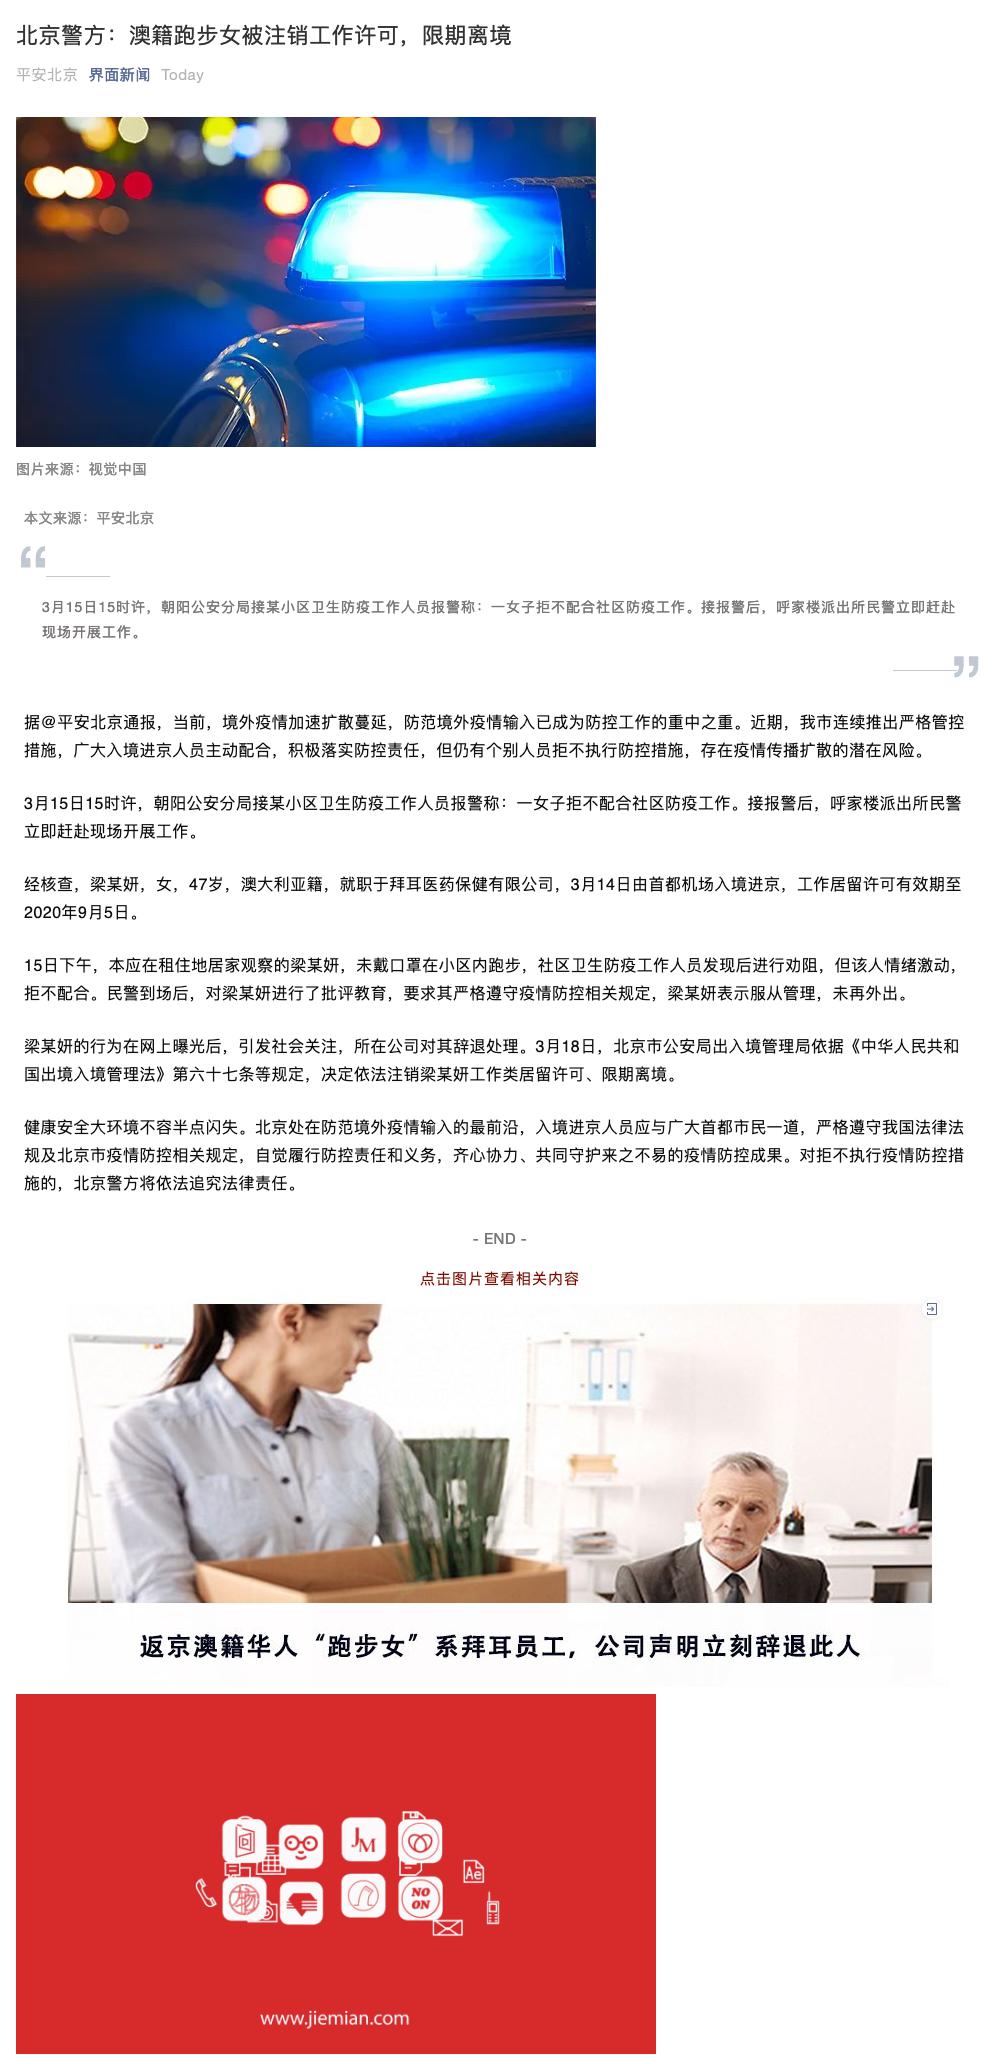 北京警方：澳籍跑步女被注销工作许可，限期离境
平安北京 界面新闻 Today
图片来源：视觉中国
本文来源：平安北京
“
3月15日15时许，朝阳公安分局接某小区卫生防疫工作人员报警称：一女子拒不配合社区防疫工作。接报警后，呼家楼派出所民警立即赶赴
现场开展工作。
”
据@平安北京通报，当前，境外疫情加速扩散蔓延，防范境外疫情输入已成为防控工作的重中之重。近期，我市连续推出严格管控
措施，广大入境进京人员主动配合，积极落实防控责任，但仍有个别人员拒不执行防控措施，存在疫情传播扩散的潜在风险。
3月15日15时许，朝阳公安分局接某小区卫生防疫工作人员报警称：一女子拒不配合社区防疫工作。接报警后，呼家楼派出所民警
立即赶赴现场开展工作。
经核查，梁某妍，女，47岁，澳大利亚籍，就职于拜耳医药保健有限公司，3月14日由首都机场入境进京，工作居留许可有效期至
2020年9月5日。
15日下午，本应在租住地居家观察的梁某妍，未戴口罩在小区内跑步，社区卫生防疫工作人员发现后进行劝阻，但该人情绪激动，
拒不配合。民警到场后，对梁某妍进行了批评教育，要求其严格遵守疫情防控相关规定，梁某妍表示服从管理，未再外出。
梁某妍的行为在网上曝光后，引发社会关注，所在公司对其辞退处理。3月18日，北京市公安局出入境管理局依据《中华人民共和
国出境入境管理法》第六十七条等规定，决定依法注销梁某妍工作类居留许可、限期离境。
健康安全大环境不容半点闪失。北京处在防范境外疫情输入的最前沿，入境进京人员应与广大首都市民一道，严格遵守我国法律法
规及北京市疫情防控相关规定，自觉履行防控责任和义务，齐心协力、共同守护来之不易的疫情防控成果。对拒不执行疫情防控措
施的，北京警方将依法追究法律责任。
- END -
点击图片查看相关内容
返京澳籍华人“跑步女”系拜耳员工，公司声明立刻辞退此人
JM
Ae
NO
ON
www.jiemian.com